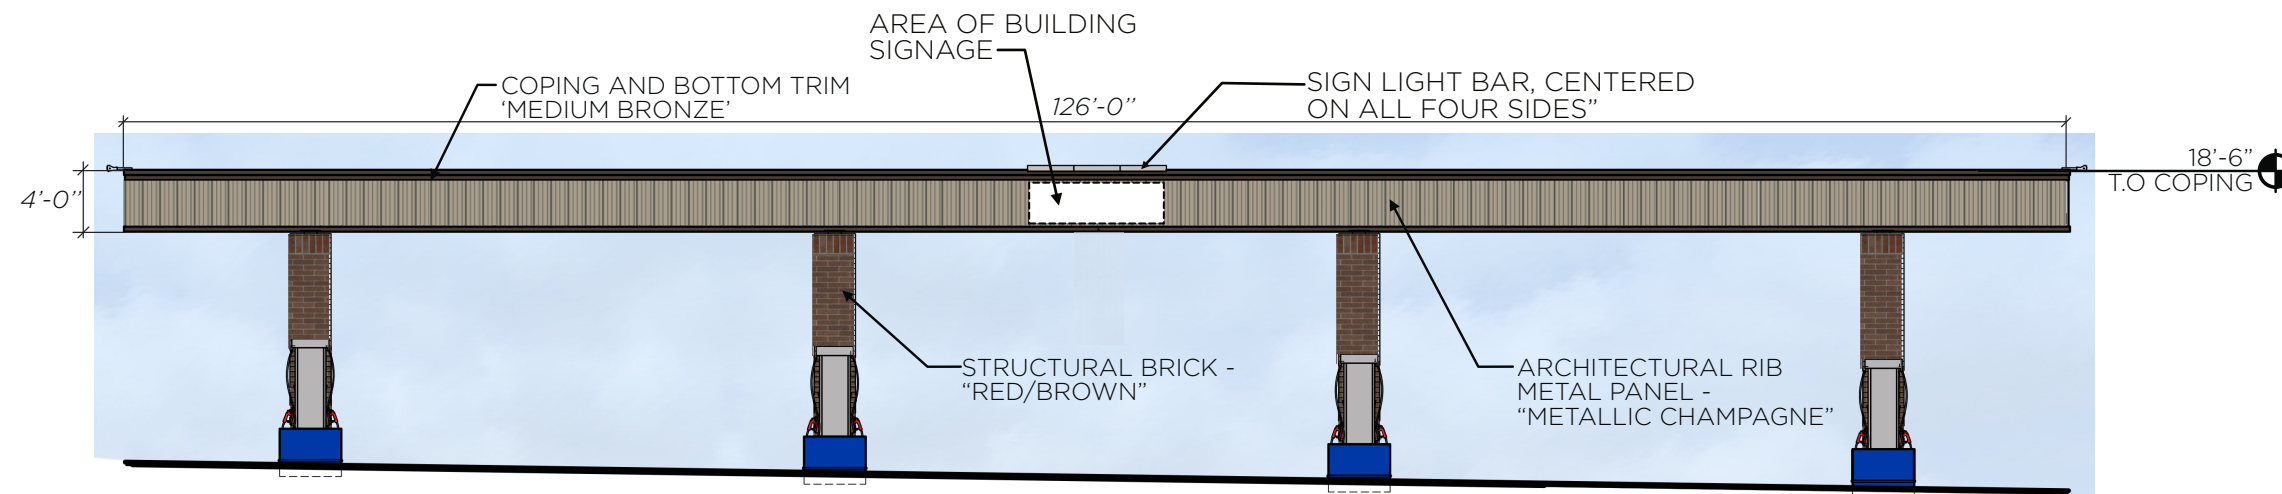 AREA OF BUILDING
SIGNAGE
COPING AND BOTTOM TRIM
‘MEDIUM BRONZE’
126’-0’’
SIGN LIGHT BAR, CENTERED
ON ALL FOUR SIDES”
18’-6”
T.O COPING
4’-0’’
STRUCTURAL BRICK -
“RED/BROWN”
ARCHITECTURAL RIB
METAL PANEL -
“METALLIC CHAMPAGNE”